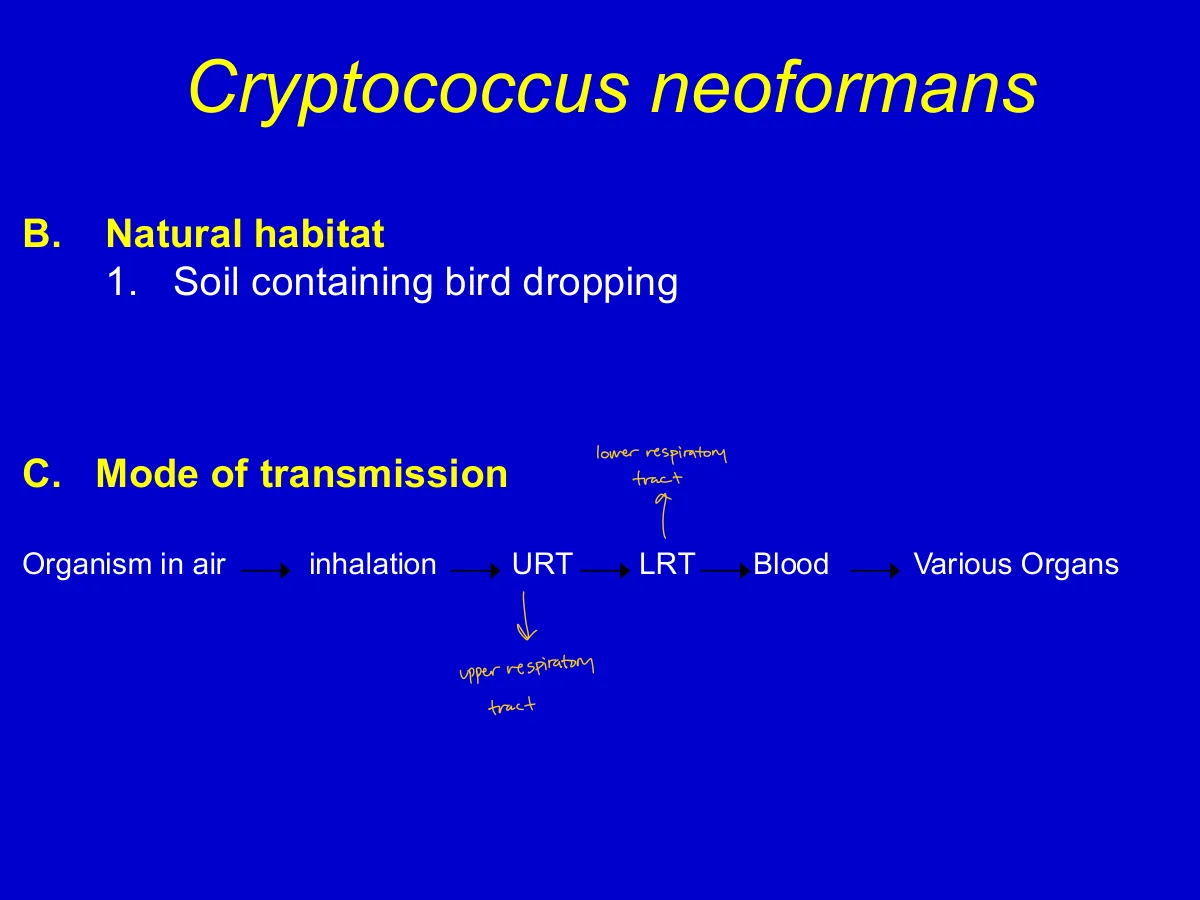 Cryptococcus neoformans
B. Natural habitat
1. Soil containing bird dropping
C. Mode of transmission
lower respiratory
tract
Organism in air inhalation URT LRT Blood Various Organs
upper respiratory
tract